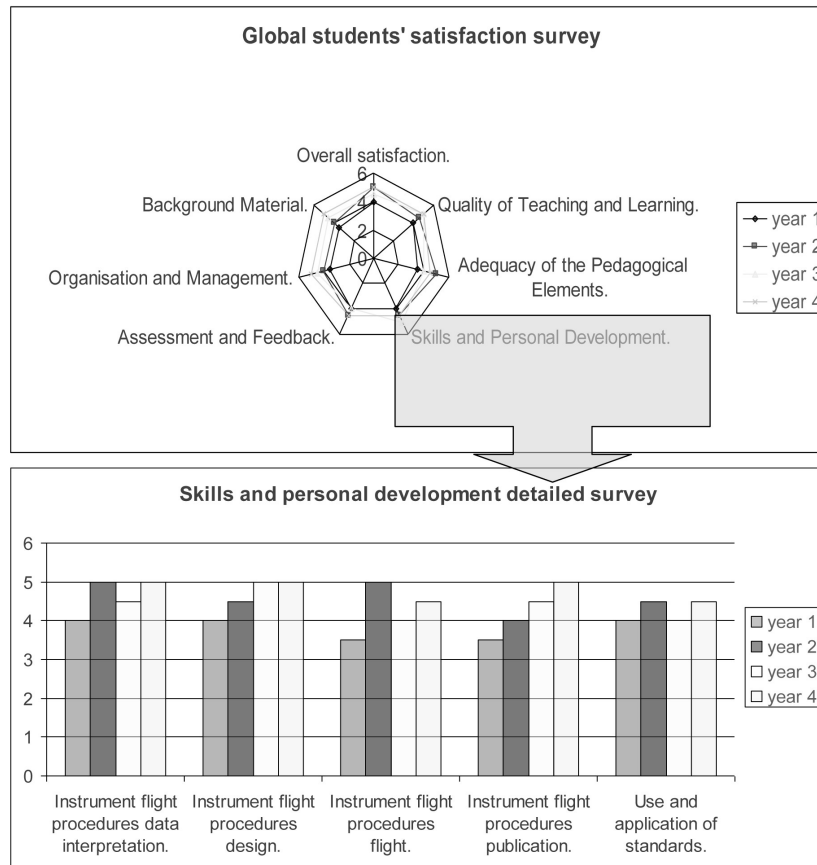 Global students' satisfaction survey
Overall satisfaction.
6
Background Material.
4
Quality of Teaching and Learning.
2
0
Organisation and Management.
Adequacy of the Pedagogical
Elements.
Assessment and Feedback.
Skills and Personal Development.
year 1
year 2
year 3
year 4
Skills and personal development detailed survey
6
5
4
3
2
1
0
Instrument flight
procedures data
interpretation.
Instrument flight
procedures
design.
Instrument flight
procedures
flight.
Instrument flight
procedures
publication.
Use and
application of
standards.
year 1
year 2
year 3
year 4